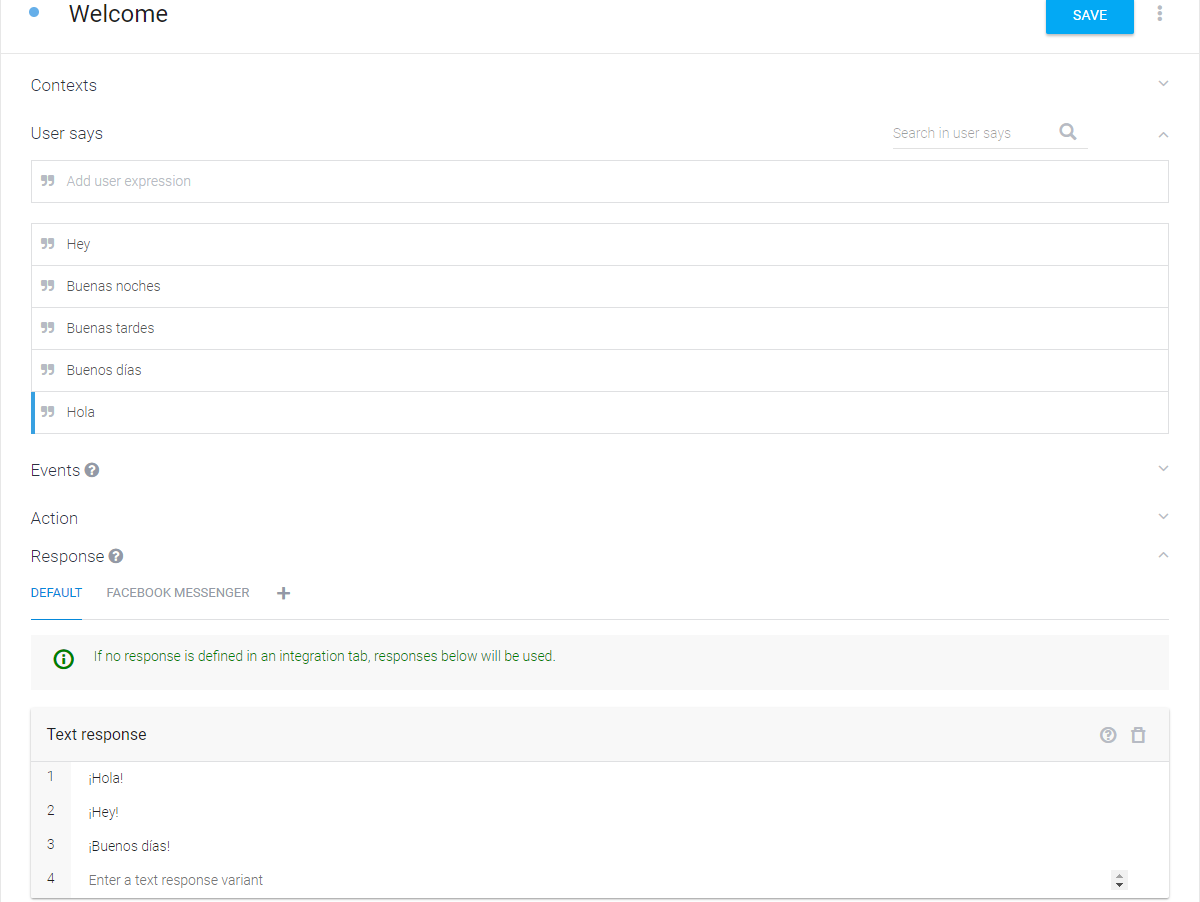 Welcome
SAVE
Contexts
User says
Search in user says
Add user expression
Hey
Buenas noches
Buenas tardes
Buenos días
Hola
Events
Action
Response
DEFAULT FACEBOOK MESSENGER +
If no response is defined in an integration tab, responses below will be used.
Text response
1 ¡Hola!
2 ¡Hey!
3 ¡Buenos días!
4 Enter a text response variant